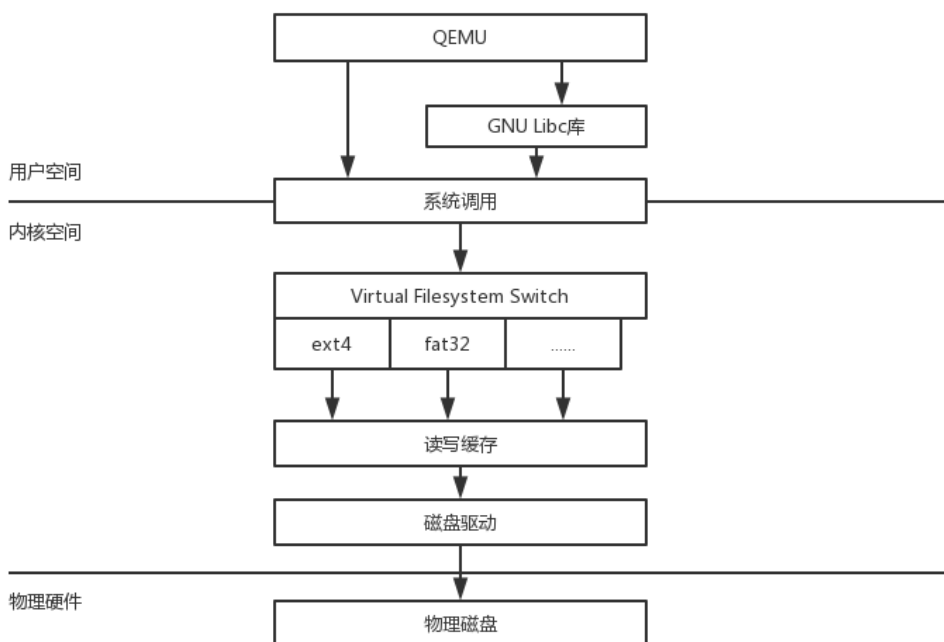 QEMU
GNU Libc库
用户空间
系统调用
内核空间
Virtual Filesystem Switch
ext4
fat32
......
读写缓存
磁盘驱动
物理硬件
物理磁盘